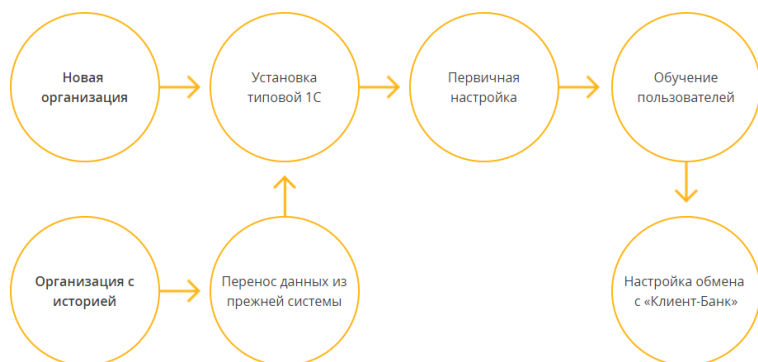 Новая
организация
Установка
типовой 1С
Первичная
настройка
Обучение
пользователей
Организация с
историей
Перенос данных из
прежней системы
Настройка обмена
с «Клиент-Банк»